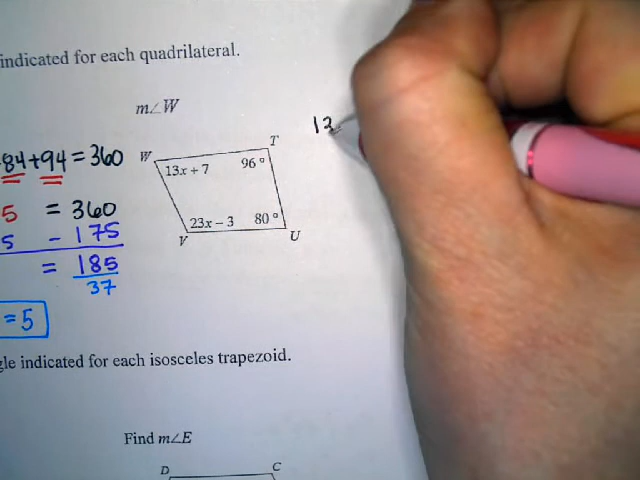 indicated for each quadrilateral.
m∠W
84+94=360
5 = 360
5 - 175
= 185
37
=5
W T
13x + 7 96°
23x – 3 80°
V U
12
gle indicated for each isosceles trapezoid.
Find m∠E
D C